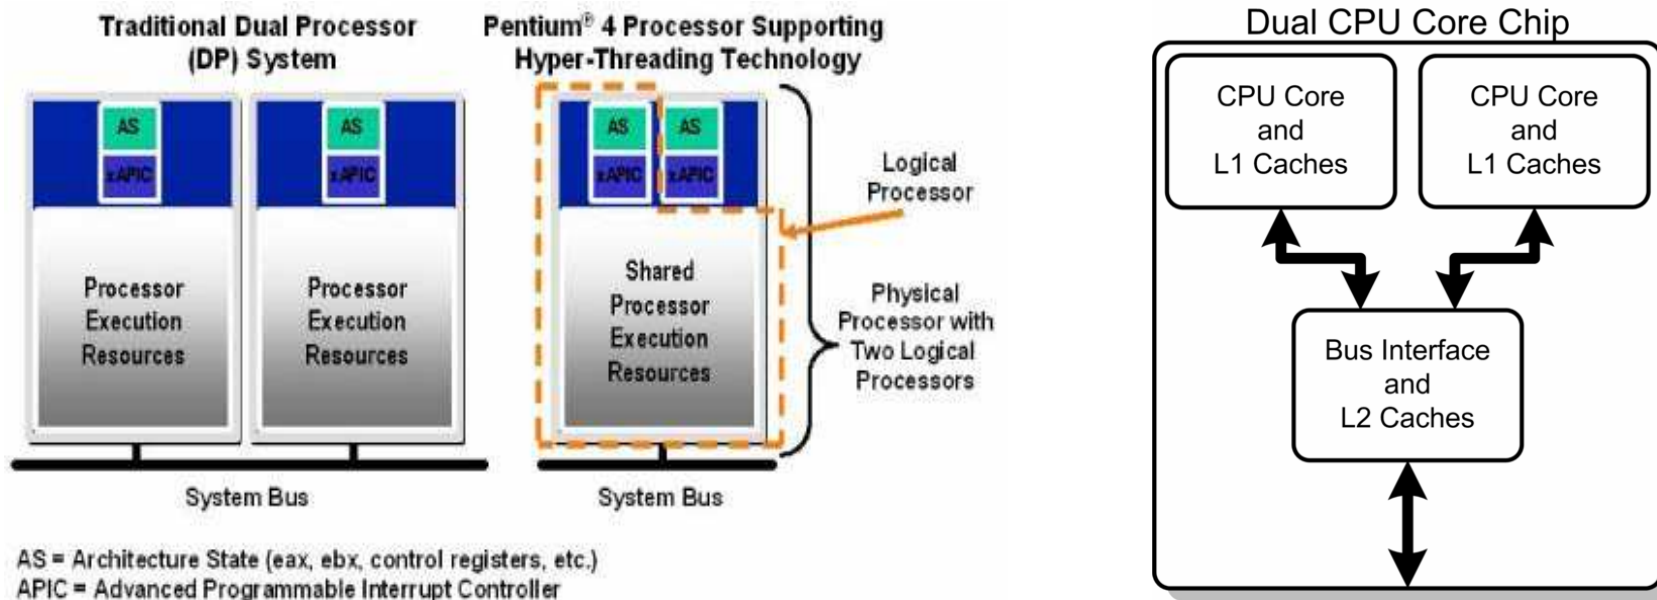 Traditional Dual Processor
(DP) System
AS
xAPIC
Processor
Execution
Resources
AS
xAPIC
Processor
Execution
Resources
System Bus
Pentium® 4 Processor Supporting
Hyper-Threading Technology
AS
xAPIC
AS
xAPIC
Shared
Processor
Execution
Resources
System Bus
Logical
Processor
Physical
Processor with
Two Logical
Processors
AS = Architecture State (eax, ebx, control registers, etc.)
APIC = Advanced Programmable Interrupt Controller
Dual CPU Core Chip
CPU Core
and
L1 Caches
CPU Core
and
L1 Caches
Bus Interface
and
L2 Caches